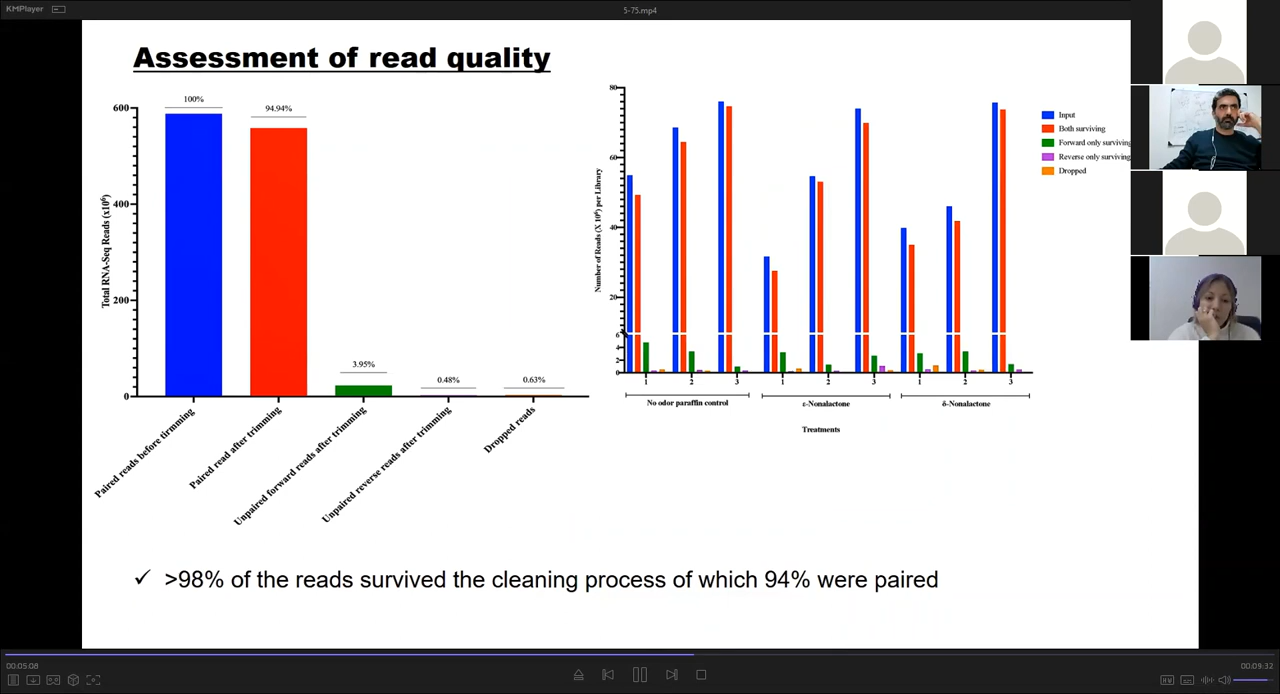 KMPlayer
5-75.mp4
Assessment of read quality
600
400
200
0
Total RNA-Seq Reads (x10⁶)
100%
94.94%
3.95%
0.48%
0.63%
Paired reads before tirmming
Paired read after trimming
Unpaired forward reads after trimming
Unpaired reverse reads after trimming
Dropped reads
80
60
40
20
6
4
2
0
Number of Reads (X 10⁶) per Library
1 2 3 1 2 3 1 2 3
No odor paraffin control
ε-Nonalactone
δ-Nonalactone
Treatments
Input
Both surviving
Forward only surviving
Reverse only surviving
Dropped
✓ >98% of the reads survived the cleaning process of which 94% were paired
00:05:08
00:09:32